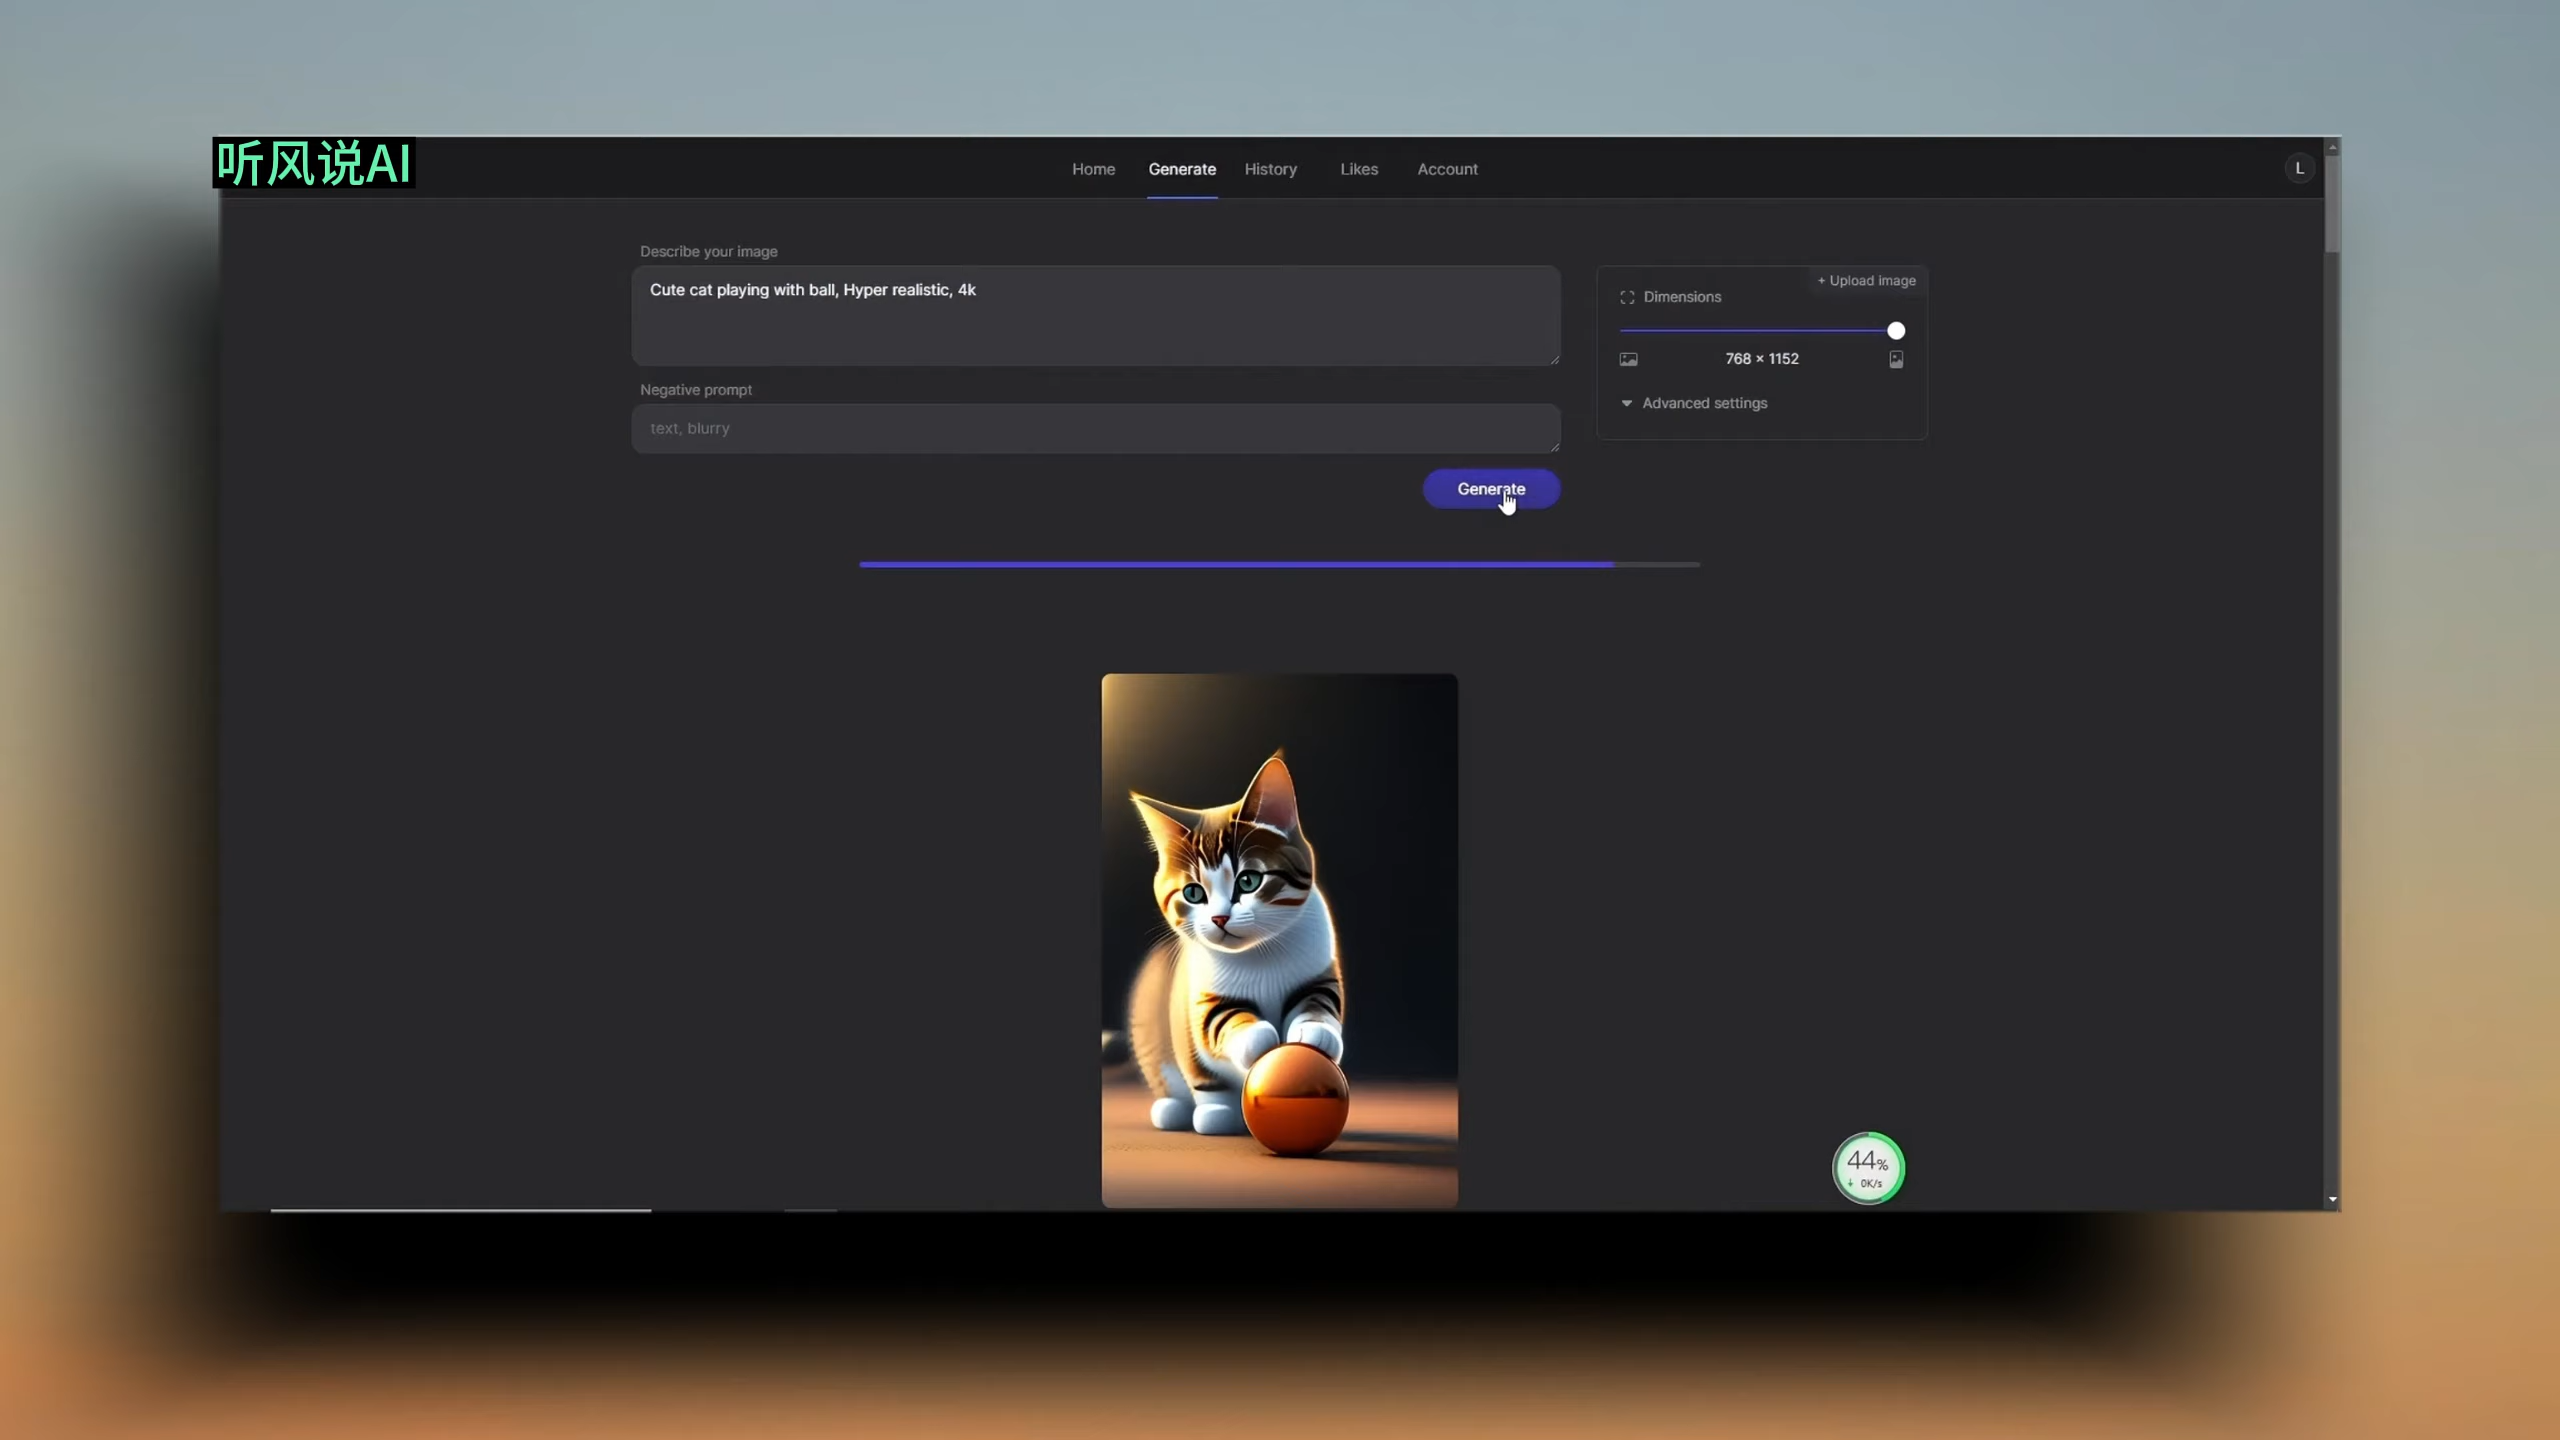 听风说AI
Home
Generate
History
Likes
Account
L
Describe your image
Cute cat playing with ball, Hyper realistic, 4k
+ Upload image
Dimensions
768 × 1152
Advanced settings
Negative prompt
text, blurry
Generate
44%
↓ 0K/s